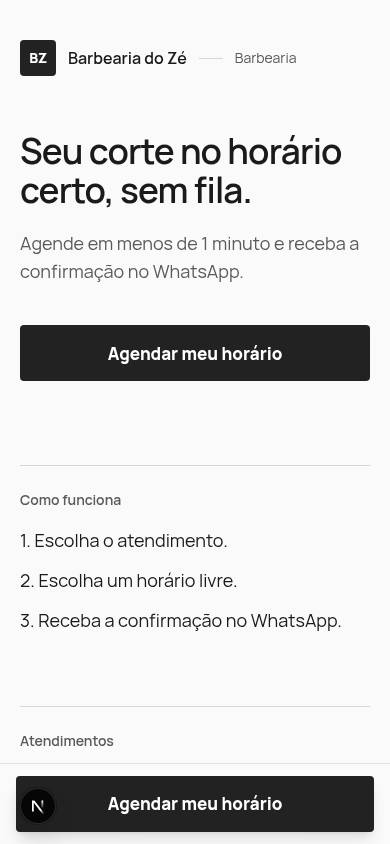 BZ Barbearia do Zé Barbearia
Seu corte no horário
certo, sem fila.
Agende em menos de 1 minuto e receba a
confirmação no WhatsApp.
Agendar meu horário
Como funciona
1. Escolha o atendimento.
2. Escolha um horário livre.
3. Receba a confirmação no WhatsApp.
Atendimentos
N Agendar meu horário